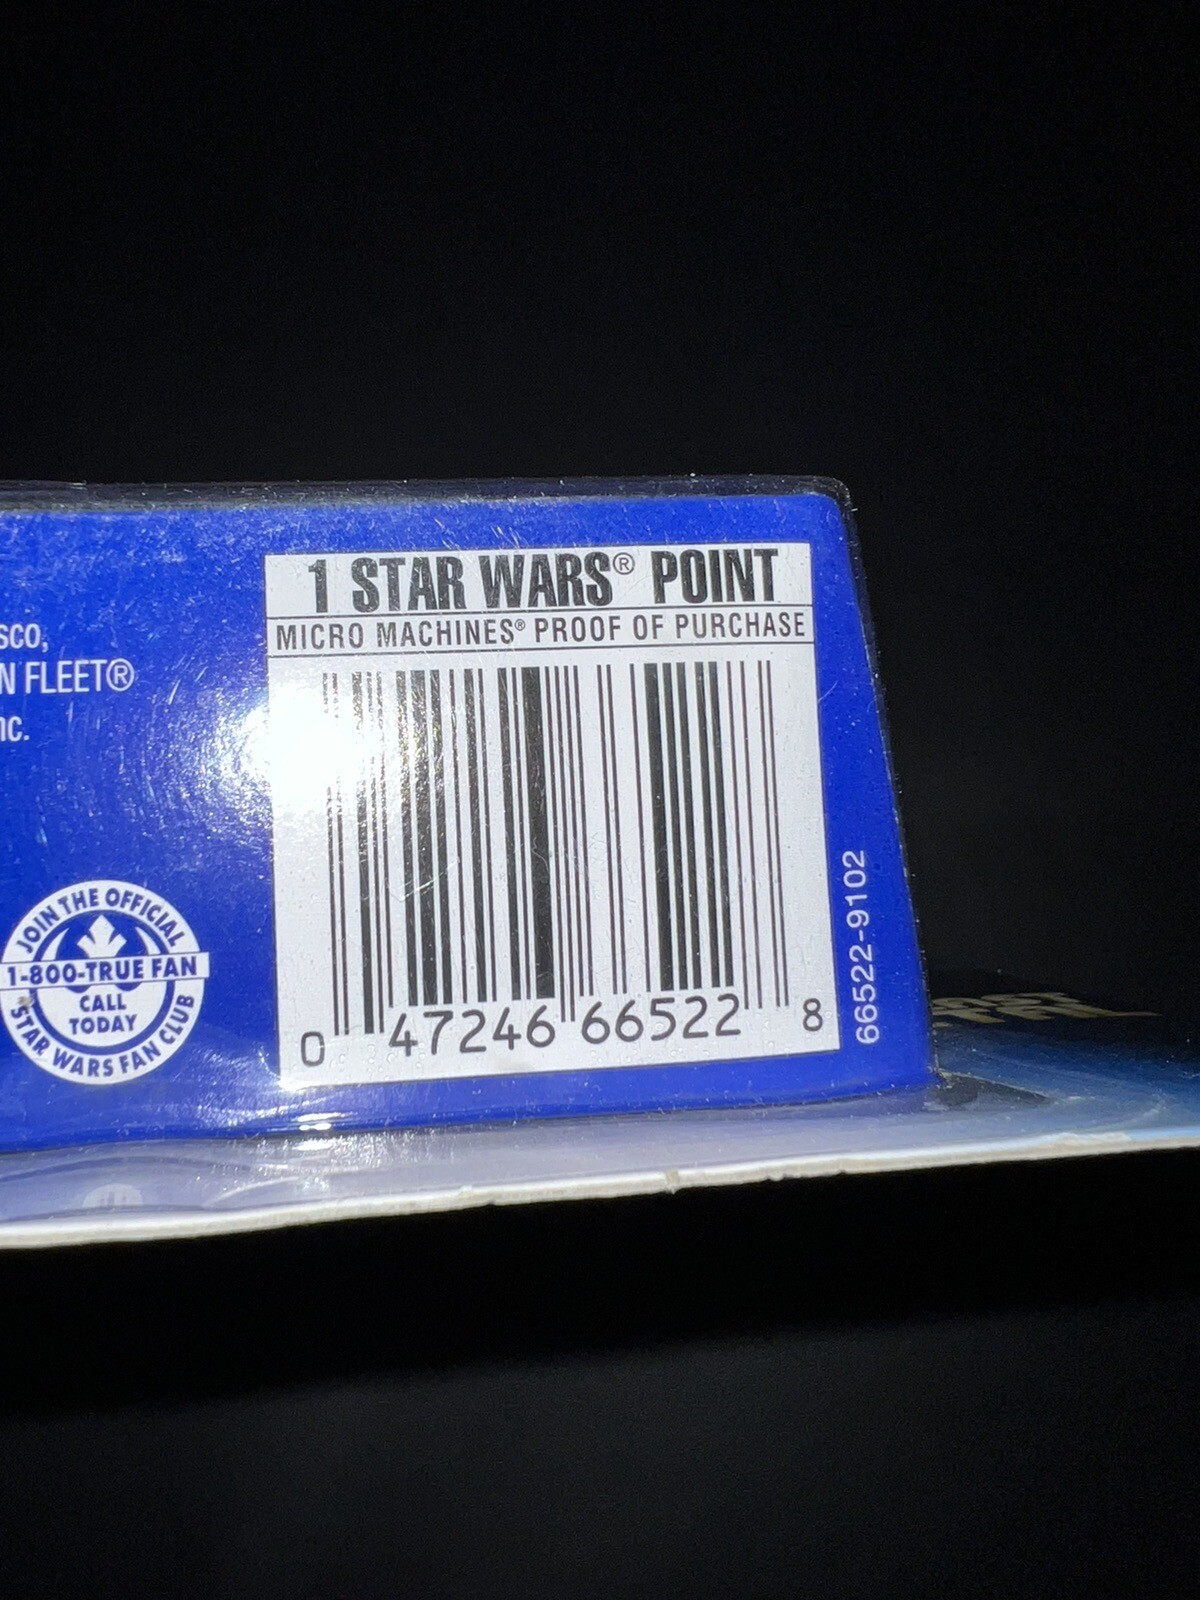 1 STAR WARS® POINT
MICRO MACHINES® PROOF OF PURCHASE
SCO,
N FLEET®
nc.
JOIN THE OFFICIAL
1-800-TRUE FAN
CALL
TODAY
STAR WARS FAN CLUB
0 47246 66522 8
66522-9102